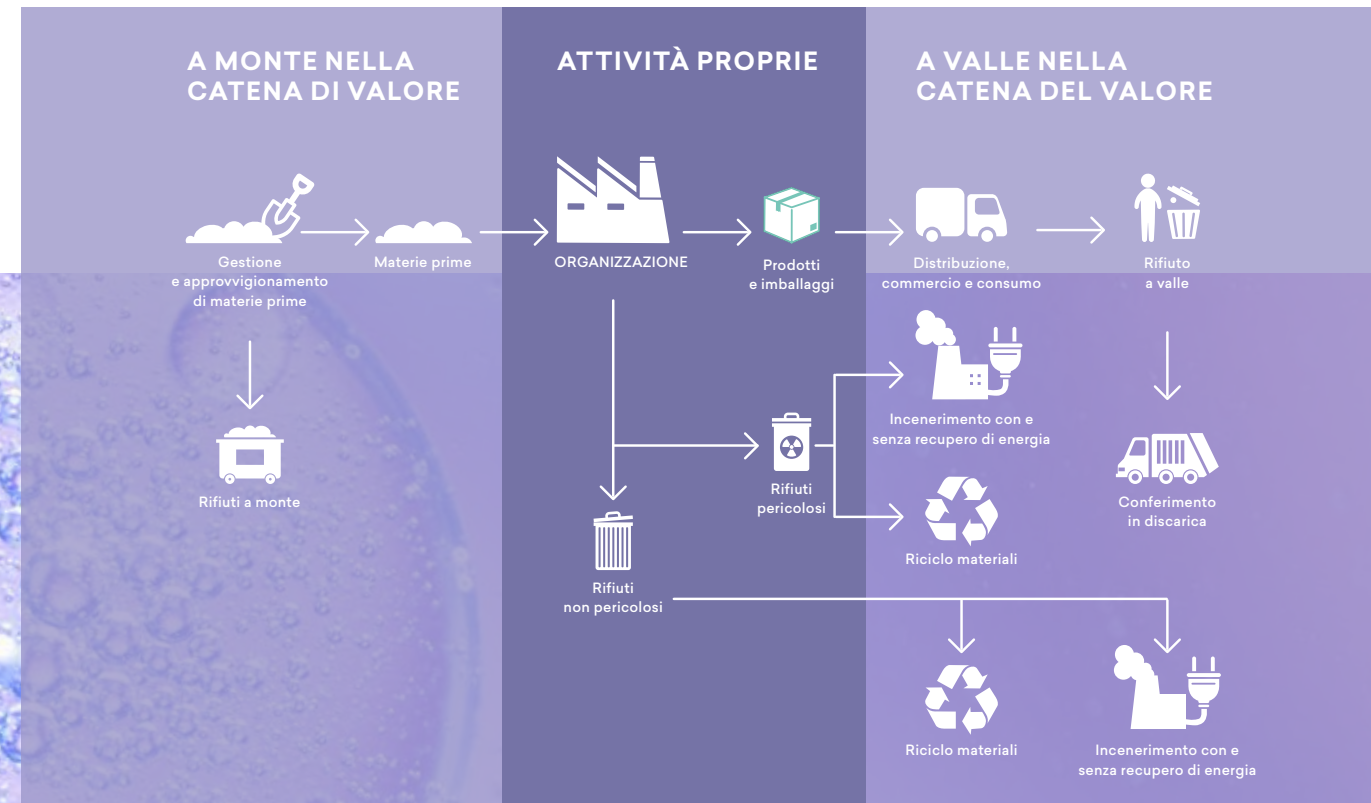 A MONTE NELLA
CATENA DI VALORE
ATTIVITÀ PROPRIE
A VALLE NELLA
CATENA DEL VALORE
Gestione
e approvvigionamento
di materie prime
Materie prime
ORGANIZZAZIONE
Prodotti
e imballaggi
Distribuzione,
commercio e consumo
Rifiuto
a valle
Rifiuti a monte
Incenerimento con e
senza recupero di energia
Rifiuti
pericolosi
Riciclo materiali
Conferimento
in discarica
Rifiuti
non pericolosi
Riciclo materiali
Incenerimento con e
senza recupero di energia